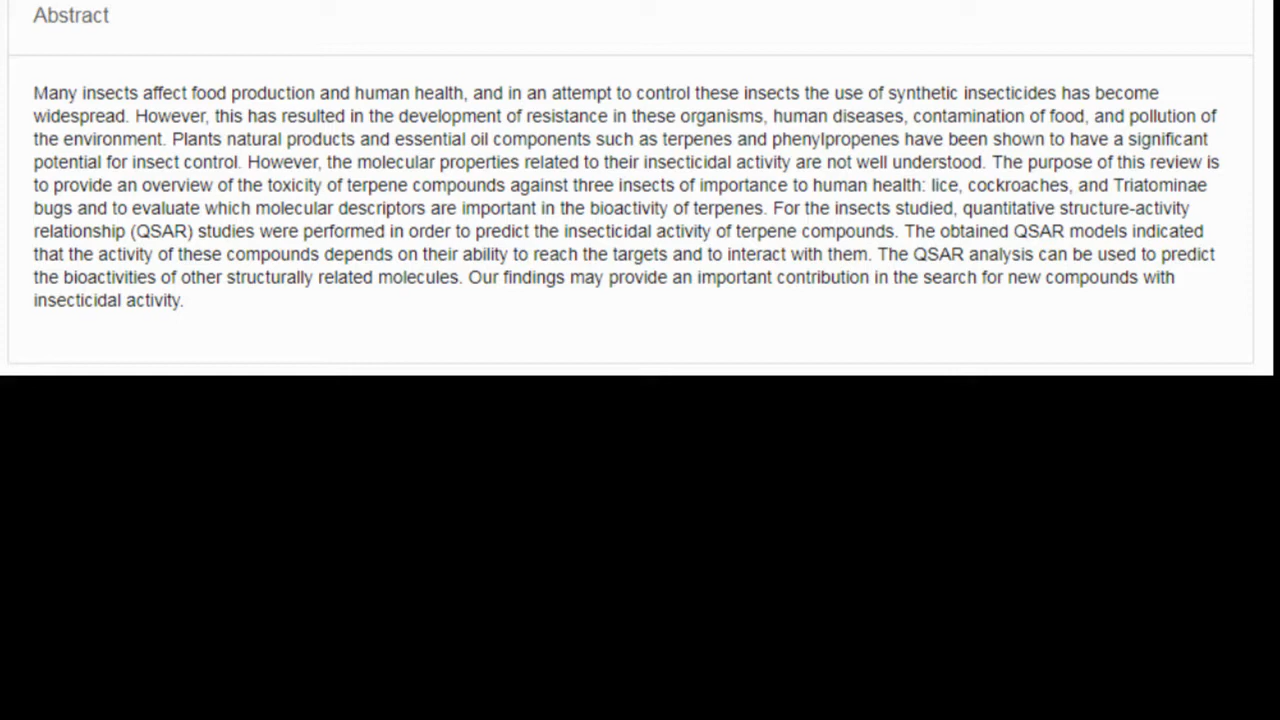 Abstract
Many insects affect food production and human health, and in an attempt to control these insects the use of synthetic insecticides has become
widespread. However, this has resulted in the development of resistance in these organisms, human diseases, contamination of food, and pollution of
the environment. Plants natural products and essential oil components such as terpenes and phenylpropenes have been shown to have a significant
potential for insect control. However, the molecular properties related to their insecticidal activity are not well understood. The purpose of this review is
to provide an overview of the toxicity of terpene compounds against three insects of importance to human health: lice, cockroaches, and Triatominae
bugs and to evaluate which molecular descriptors are important in the bioactivity of terpenes. For the insects studied, quantitative structure-activity
relationship (QSAR) studies were performed in order to predict the insecticidal activity of terpene compounds. The obtained QSAR models indicated
that the activity of these compounds depends on their ability to reach the targets and to interact with them. The QSAR analysis can be used to predict
the bioactivities of other structurally related molecules. Our findings may provide an important contribution in the search for new compounds with
insecticidal activity.